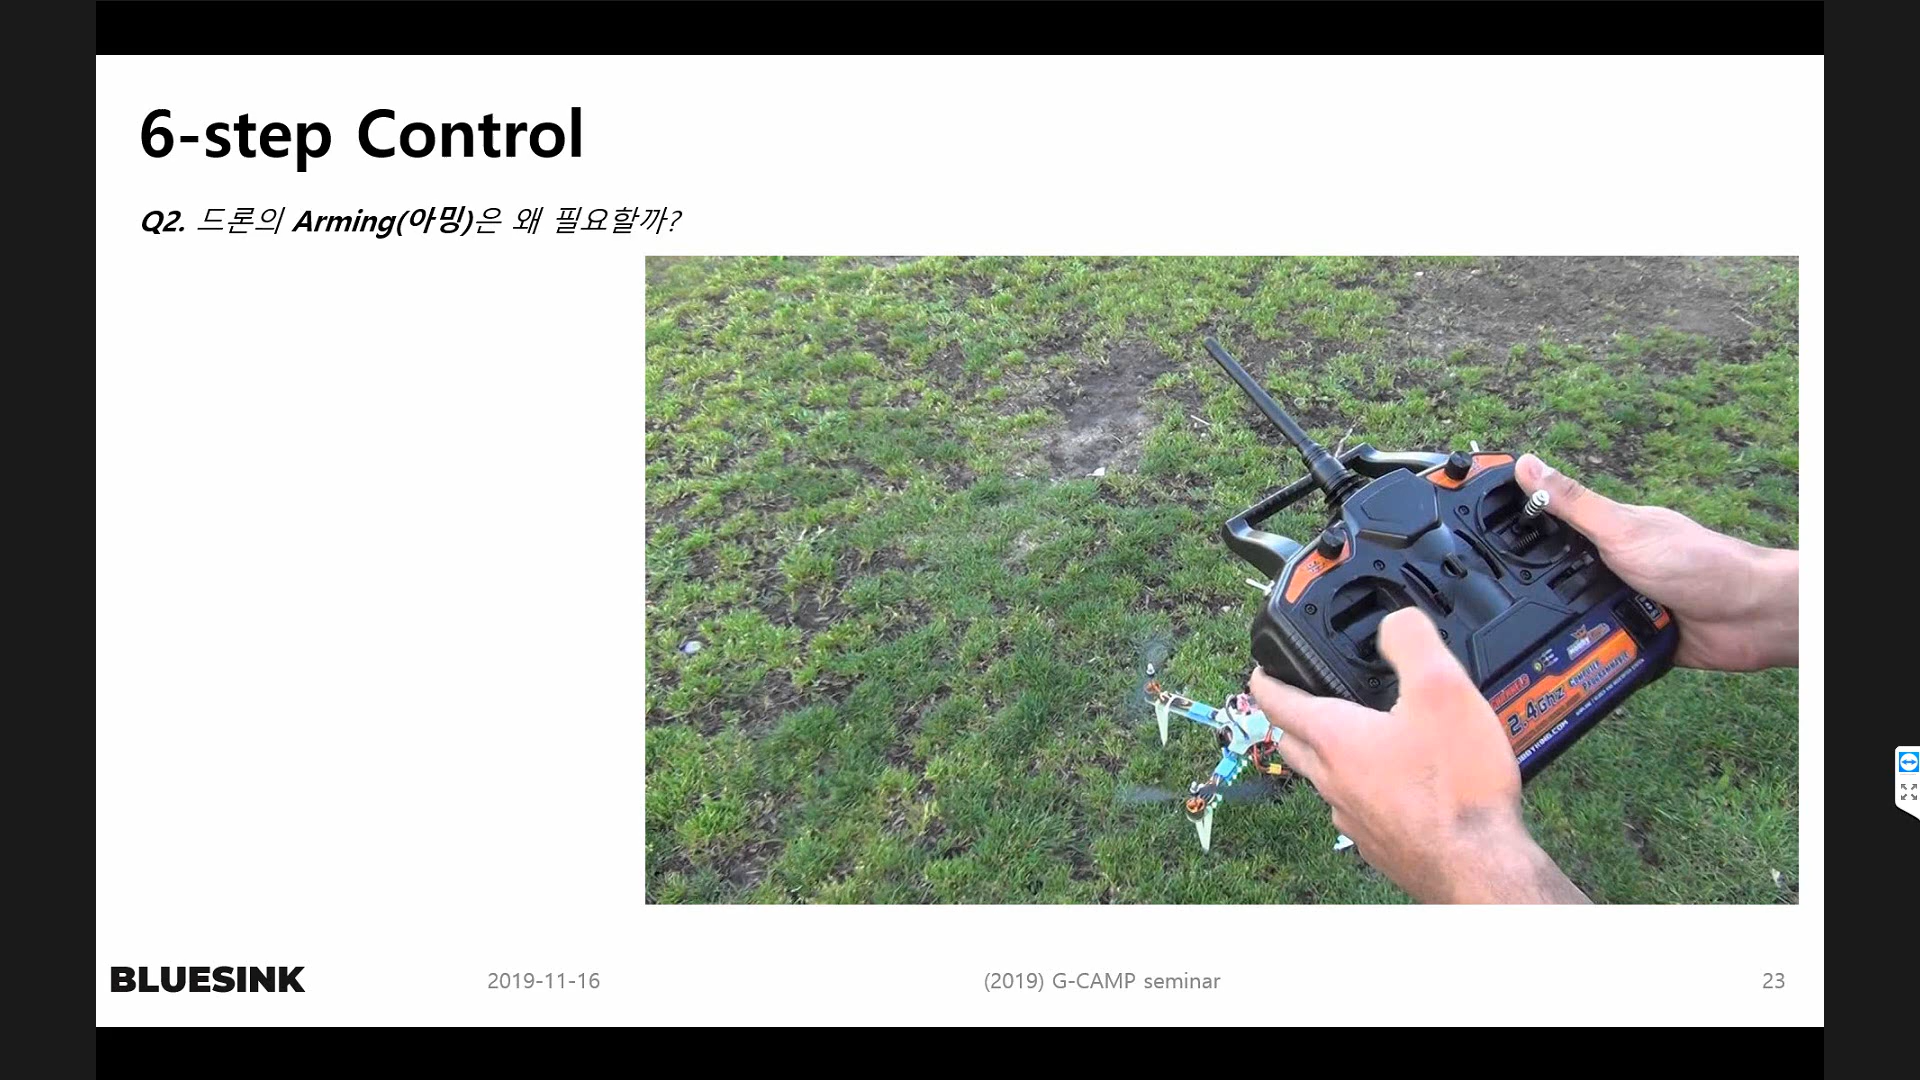 6-step Control
Q2. 드론의 Arming(아밍)은 왜 필요할까?
2.4Ghz
BLUESINK
2019-11-16
(2019) G-CAMP seminar
23